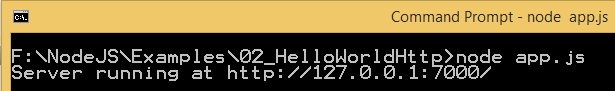 Command Prompt - node app.js
F:\NodeJS\Examples\02_HelloWorldHttp>node app.js
Server running at http://127.0.0.1:7000/